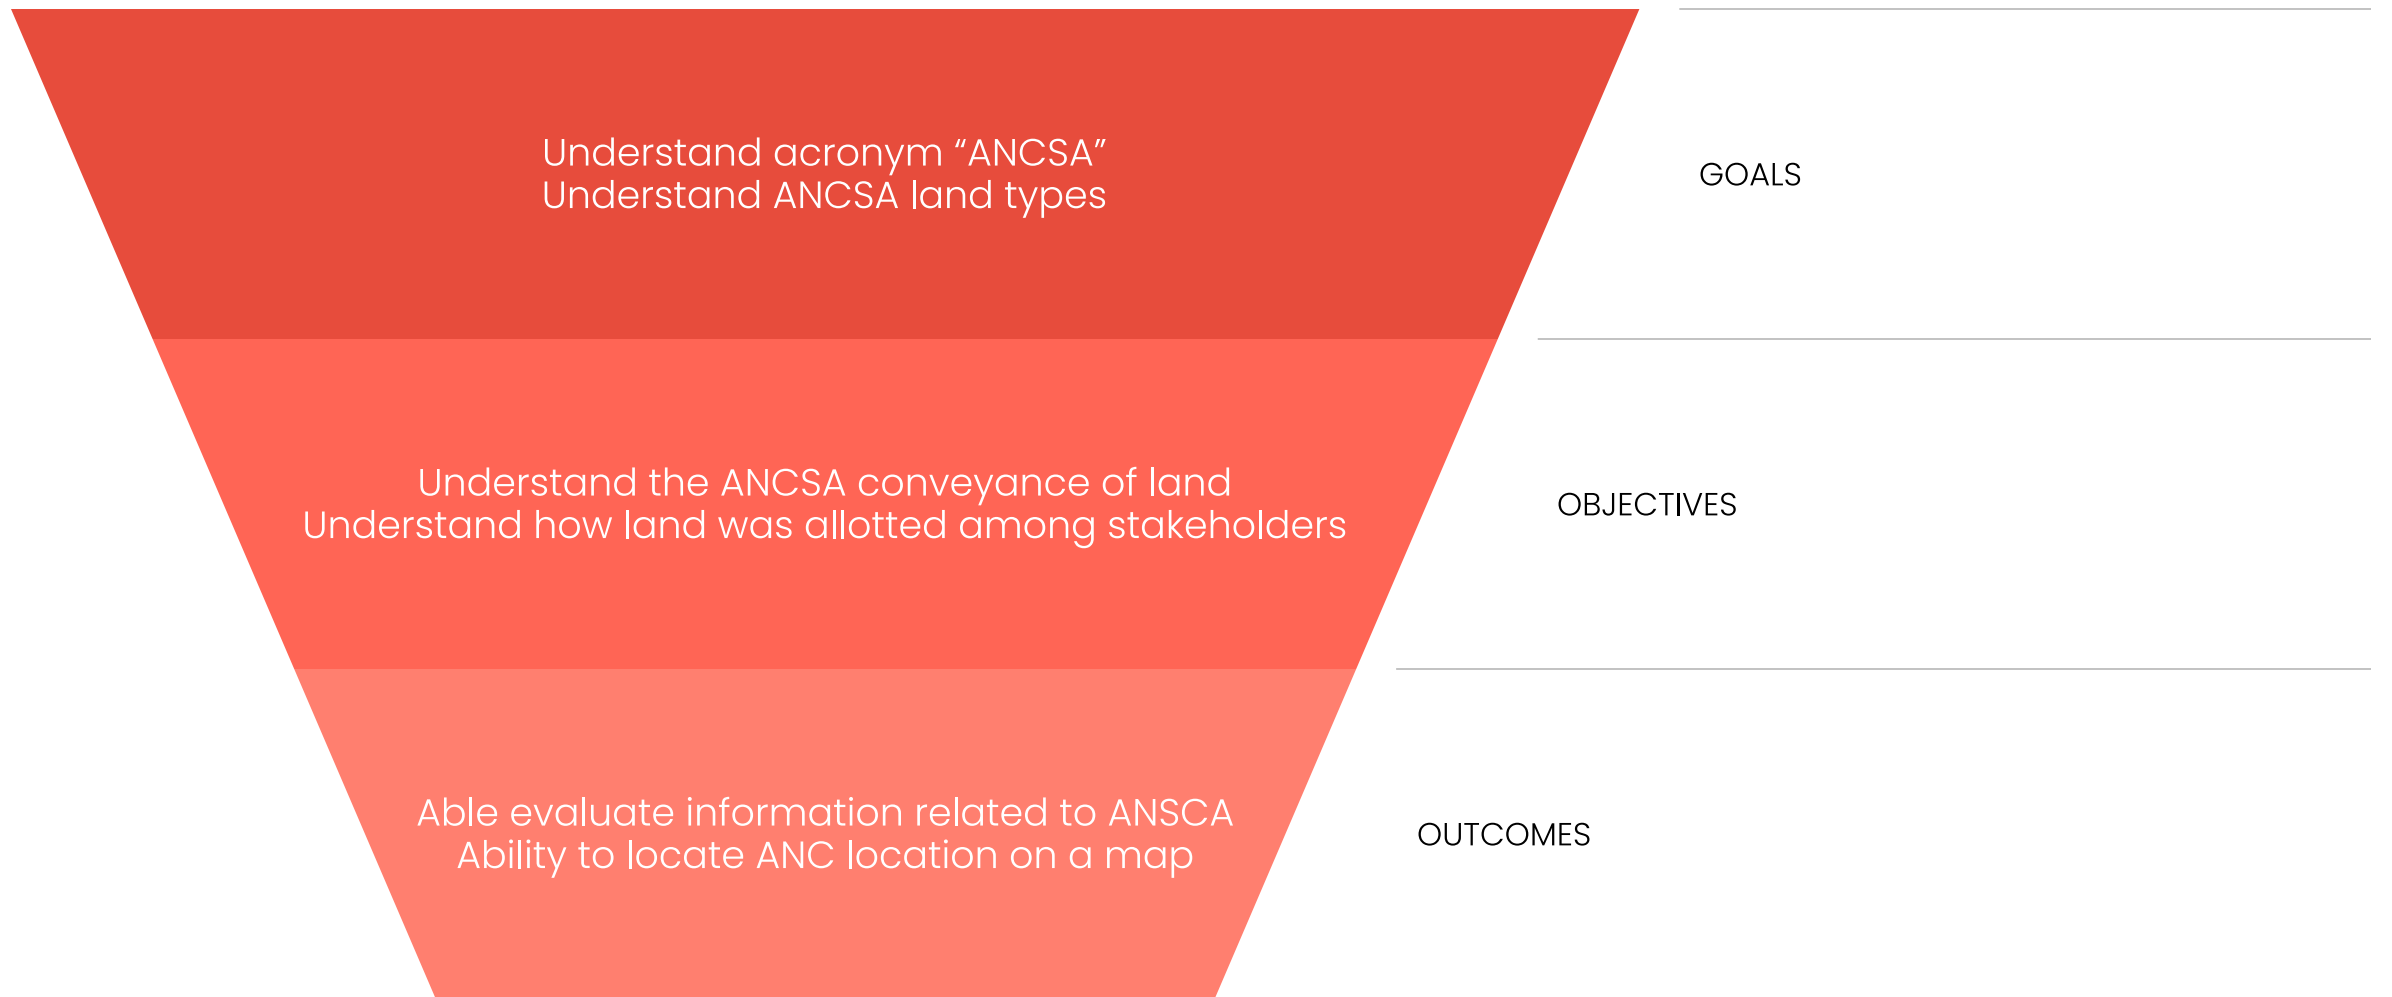 Understand acronym “ANCSA”
Understand ANCSA land types
GOALS
Understand the ANCSA conveyance of land
Understand how land was allotted among stakeholders
OBJECTIVES
Able evaluate information related to ANSCA
Ability to locate ANC location on a map
OUTCOMES